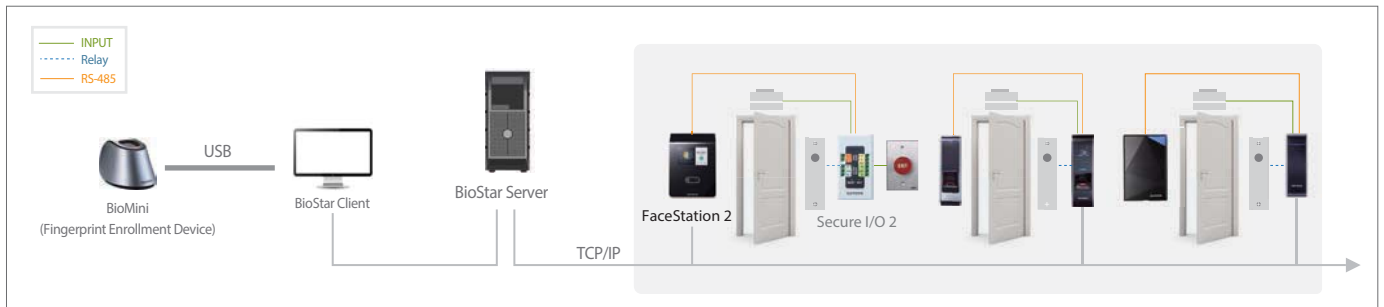 INPUT
Relay
RS-485
USB
BioMini
(Fingerprint Enrollment Device)
BioStar Client
BioStar Server
TCP/IP
FaceStation 2
Secure I/O 2
EXIT